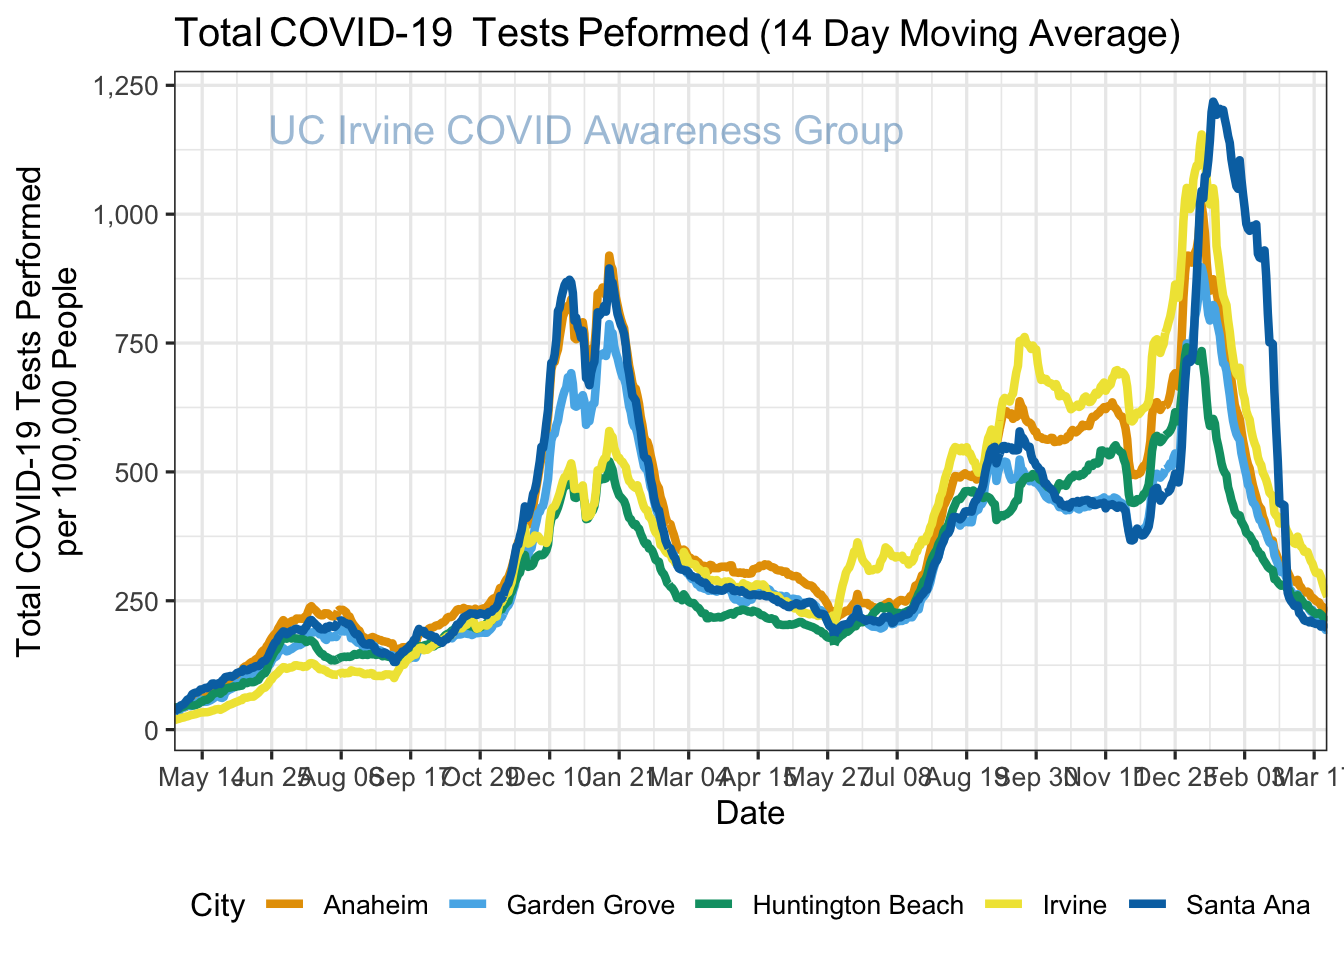 Total COVID-19 Tests Peformed (14 Day Moving Average)
UC Irvine COVID Awareness Group
Total COVID-19 Tests Performed
per 100,000 People
1,250
1,000
750
500
250
0
May 14 Jun 25 Aug 06 Sep 17 Oct 29 Dec 10 Jan 21 Mar 04 Apr 15 May 27 Jul 08 Aug 19 Sep 30 Nov 11 Dec 23 Feb 03 Mar 17
Date
City Anaheim Garden Grove Huntington Beach Irvine Santa Ana